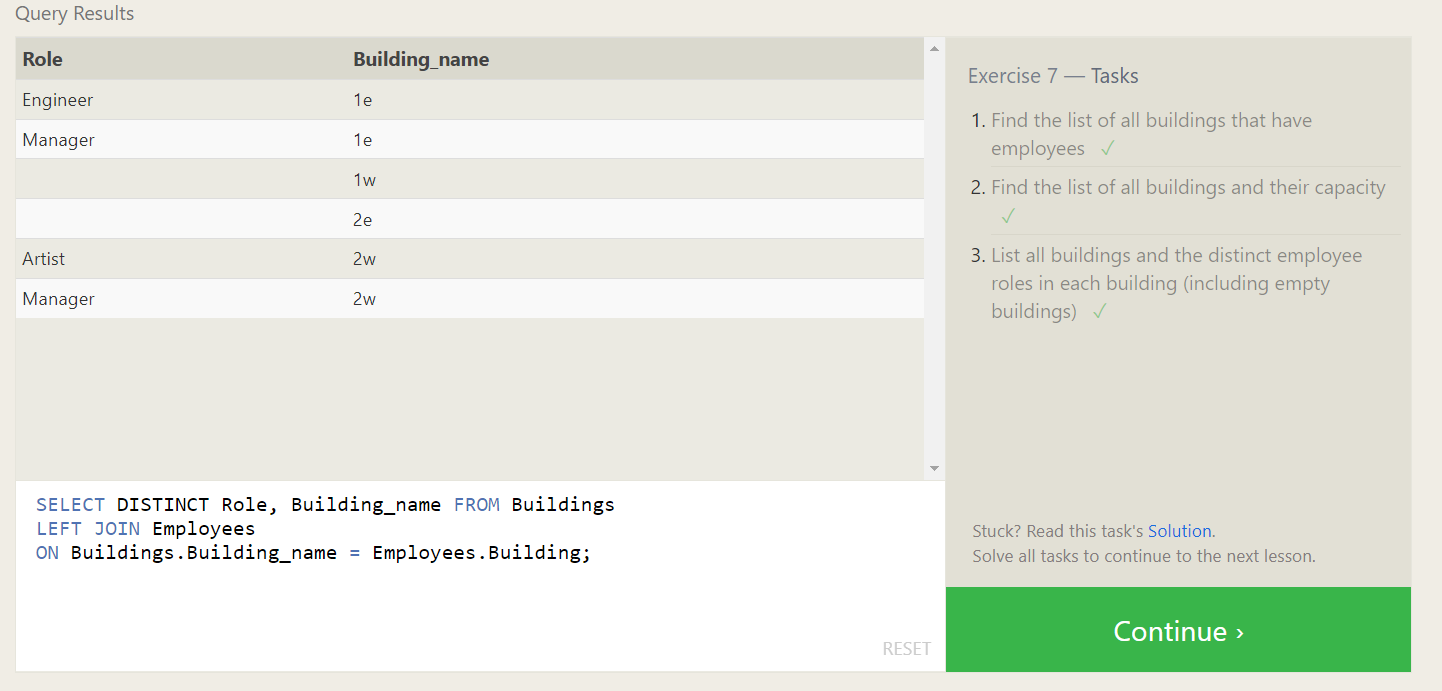 Query Results
Role Building_name
Engineer 1e
Manager 1e
1w
2e
Artist 2w
Manager 2w
SELECT DISTINCT Role, Building_name FROM Buildings
LEFT JOIN Employees
ON Buildings.Building_name = Employees.Building;
RESET
Exercise 7 — Tasks
1. Find the list of all buildings that have
employees ✓
2. Find the list of all buildings and their capacity
✓
3. List all buildings and the distinct employee
roles in each building (including empty
buildings) ✓
Stuck? Read this task's Solution.
Solve all tasks to continue to the next lesson.
Continue ›